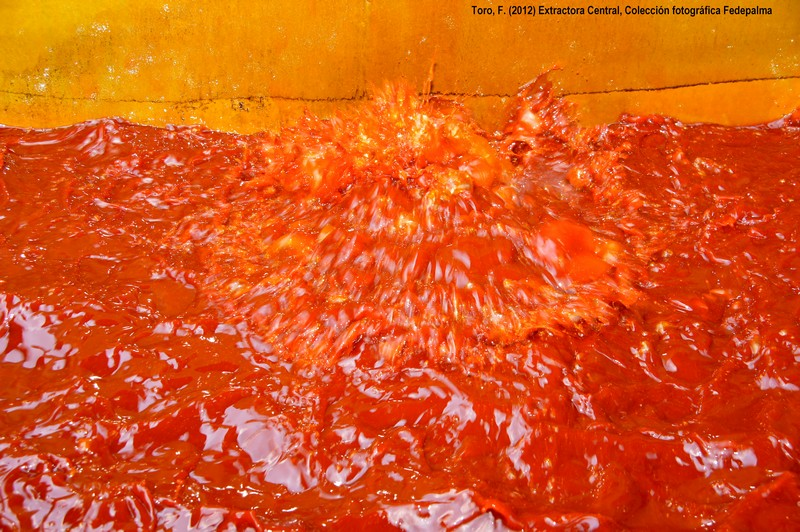 Toro, F. (2012) Extractora Central, Colección fotográfica Fedepalma